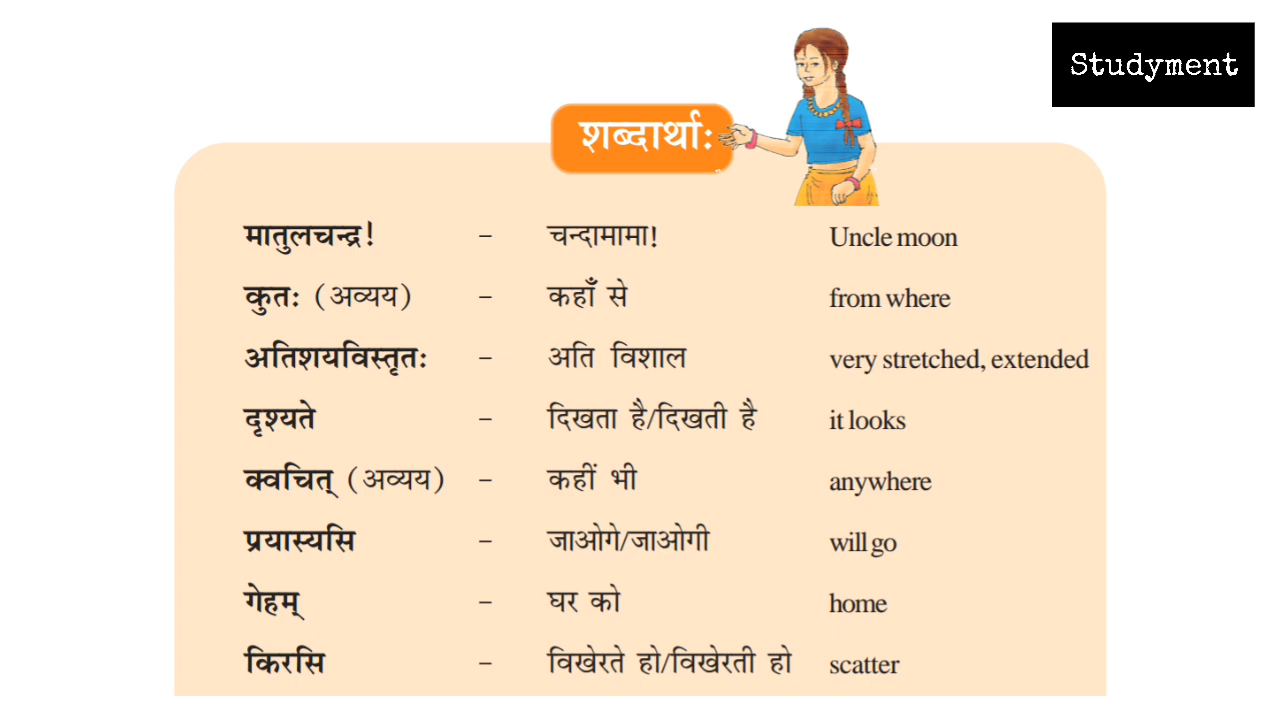 Studyment
शब्दार्थाः
मातुलचन्द्र! – चन्दामामा! Uncle moon
कुतः (अव्यय) – कहाँ से from where
अतिशयविस्तृतः – अति विशाल very stretched, extended
दृश्यते – दिखता है/दिखती है it looks
क्वचित् (अव्यय) – कहीं भी anywhere
प्रयास्यसि – जाओगे/जाओगी will go
गेहम् – घर को home
किरसि – विखेरते हो/विखेरती हो scatter